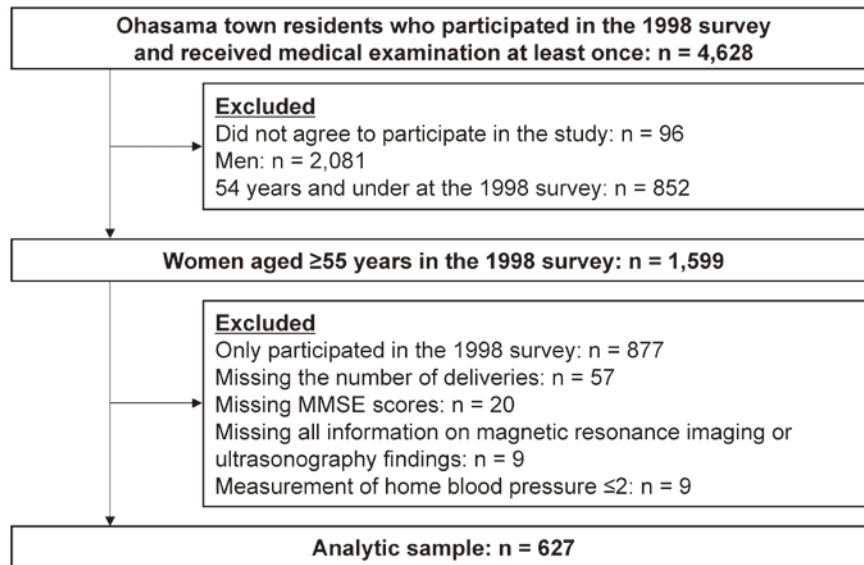 Ohasama town residents who participated in the 1998 survey
and received medical examination at least once: n = 4,628
Excluded
Did not agree to participate in the study: n = 96
Men: n = 2,081
54 years and under at the 1998 survey: n = 852
Women aged ≥55 years in the 1998 survey: n = 1,599
Excluded
Only participated in the 1998 survey: n = 877
Missing the number of deliveries: n = 57
Missing MMSE scores: n = 20
Missing all information on magnetic resonance imaging or
ultrasonography findings: n = 9
Measurement of home blood pressure ≤2: n = 9
Analytic sample: n = 627